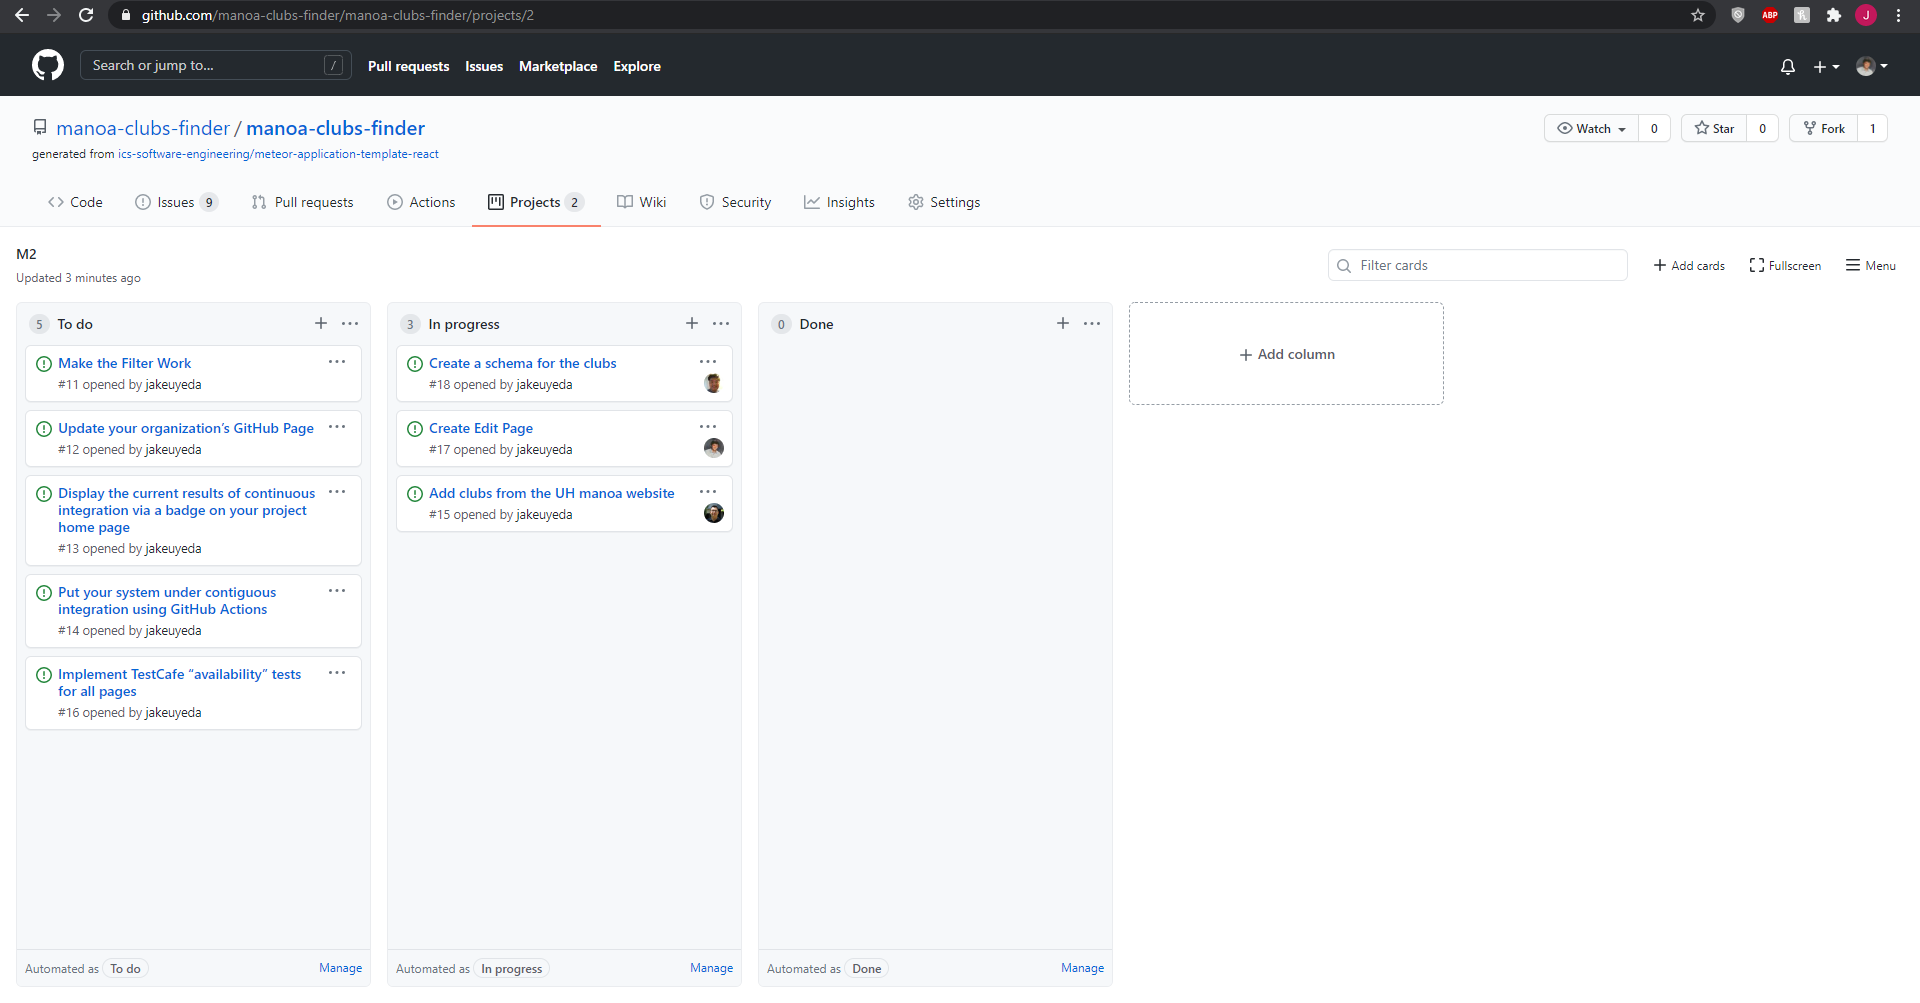 github.com/manoa-clubs-finder/manoa-clubs-finder/projects/2
ABP
J
Search or jump to...
/
Pull requests
Issues
Marketplace
Explore
manoa-clubs-finder / manoa-clubs-finder
Watch
0
Star
0
Fork
1
generated from ics-software-engineering/meteor-application-template-react
Code
Issues 9
Pull requests
Actions
Projects 2
Wiki
Security
Insights
Settings
M2
Updated 3 minutes ago
Filter cards
Add cards
Fullscreen
Menu
5 To do
Make the Filter Work
#11 opened by jakeuyeda
Update your organization’s GitHub Page
#12 opened by jakeuyeda
Display the current results of continuous
integration via a badge on your project
home page
#13 opened by jakeuyeda
Put your system under contiguous
integration using GitHub Actions
#14 opened by jakeuyeda
Implement TestCafe “availability” tests
for all pages
#16 opened by jakeuyeda
Automated as To do
Manage
3 In progress
Create a schema for the clubs
#18 opened by jakeuyeda
Create Edit Page
#17 opened by jakeuyeda
Add clubs from the UH manoa website
#15 opened by jakeuyeda
Automated as In progress
Manage
0 Done
Automated as Done
Manage
Add column